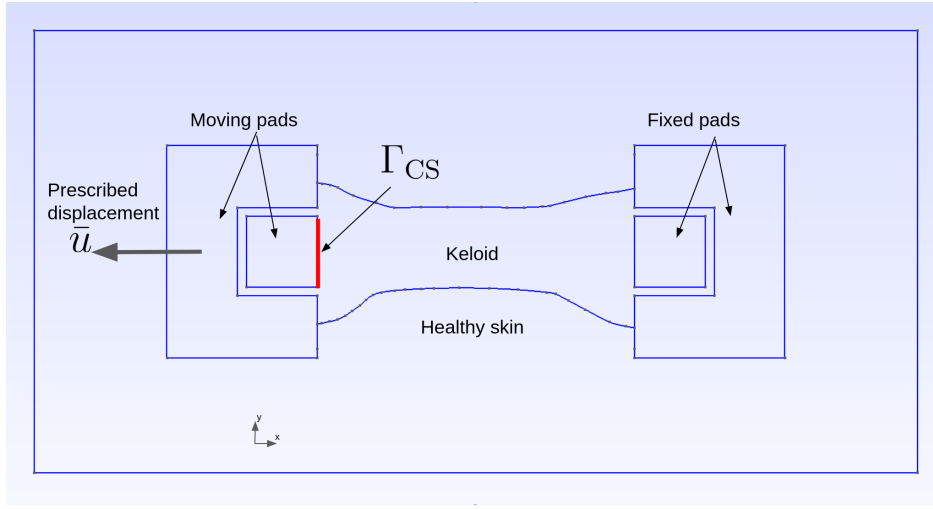 Moving pads
Fixed pads
Γ_CS
Prescribed
displacement
ū
Keloid
Healthy skin
y
x